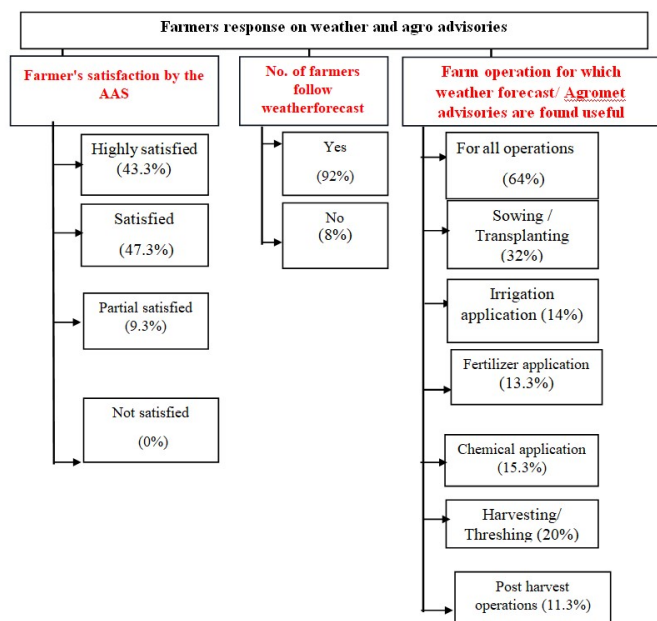 Farmers response on weather and agro advisories
Farmer's satisfaction by the
AAS
Highly satisfied
(43.3%)
Satisfied
(47.3%)
Partial satisfied
(9.3%)
Not satisfied
(0%)
No. of farmers
follow
weatherforecast
Yes
(92%)
No
(8%)
Farm operation for which
weather forecast/ Agromet
advisories are found useful
For all operations
(64%)
Sowing /
Transplanting
(32%)
Irrigation
application (14%)
Fertilizer application
(13.3%)
Chemical application
(15.3%)
Harvesting/
Threshing (20%)
Post harvest
operations (11.3%)